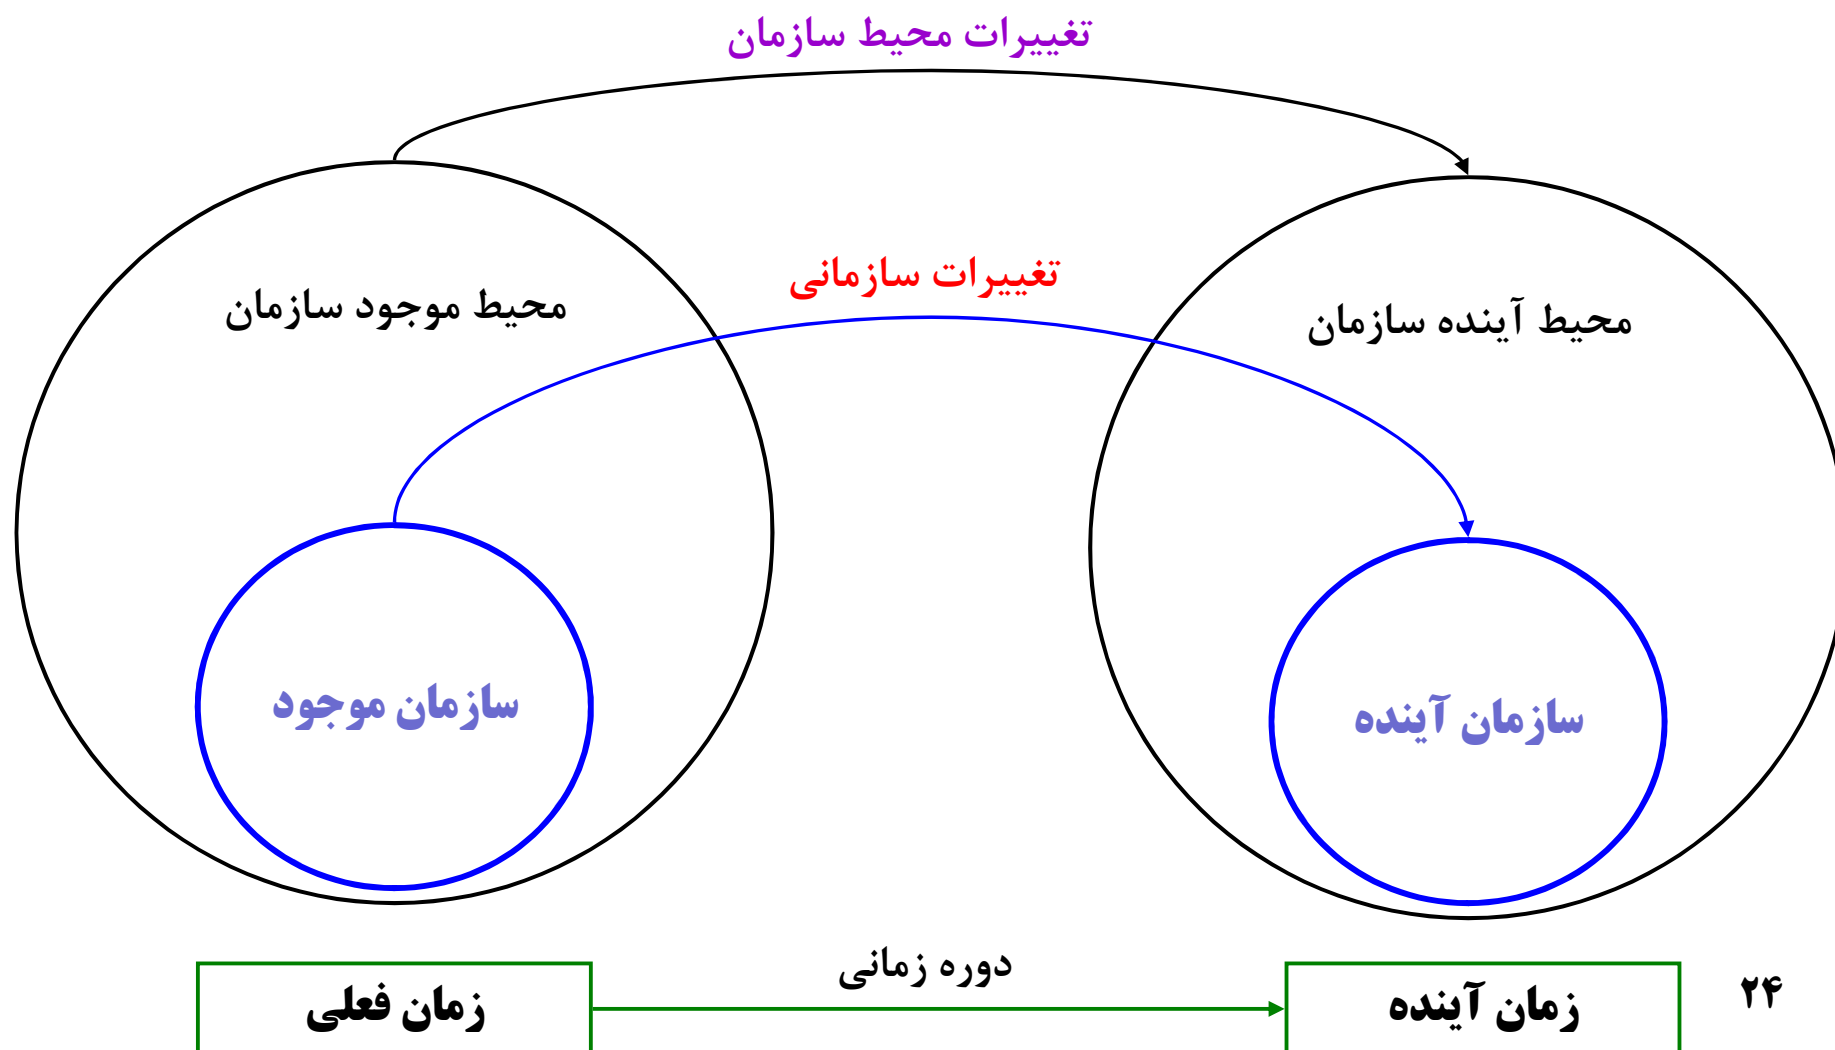 تغییرات محیط سازمان
تغییرات سازمانی
محیط موجود سازمان
محیط آینده سازمان
سازمان موجود
سازمان آینده
دوره زمانی
زمان فعلی
زمان آینده
۲۴